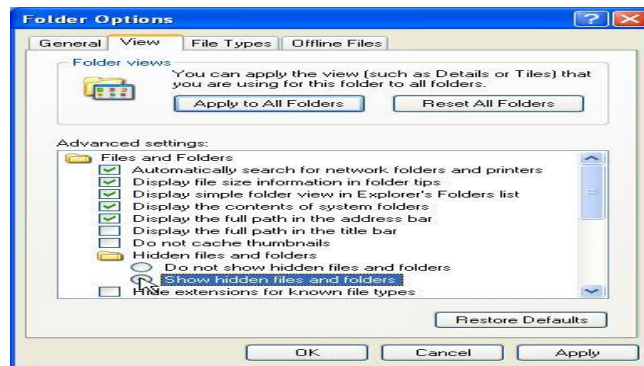 Folder Options
General View File Types Offline Files
Folder views
You can apply the view (such as Details or Tiles) that
you are using for this folder to all folders.
Apply to All Folders Reset All Folders
Advanced settings:
Files and Folders
Automatically search for network folders and printers
Display file size information in folder tips
Display simple folder view in Explorer's Folders list
Display the contents of system folders
Display the full path in the address bar
Display the full path in the title bar
Do not cache thumbnails
Hidden files and folders
Do not show hidden files and folders
Show hidden files and folders
Hide extensions for known file types
Restore Defaults
OK Cancel Apply